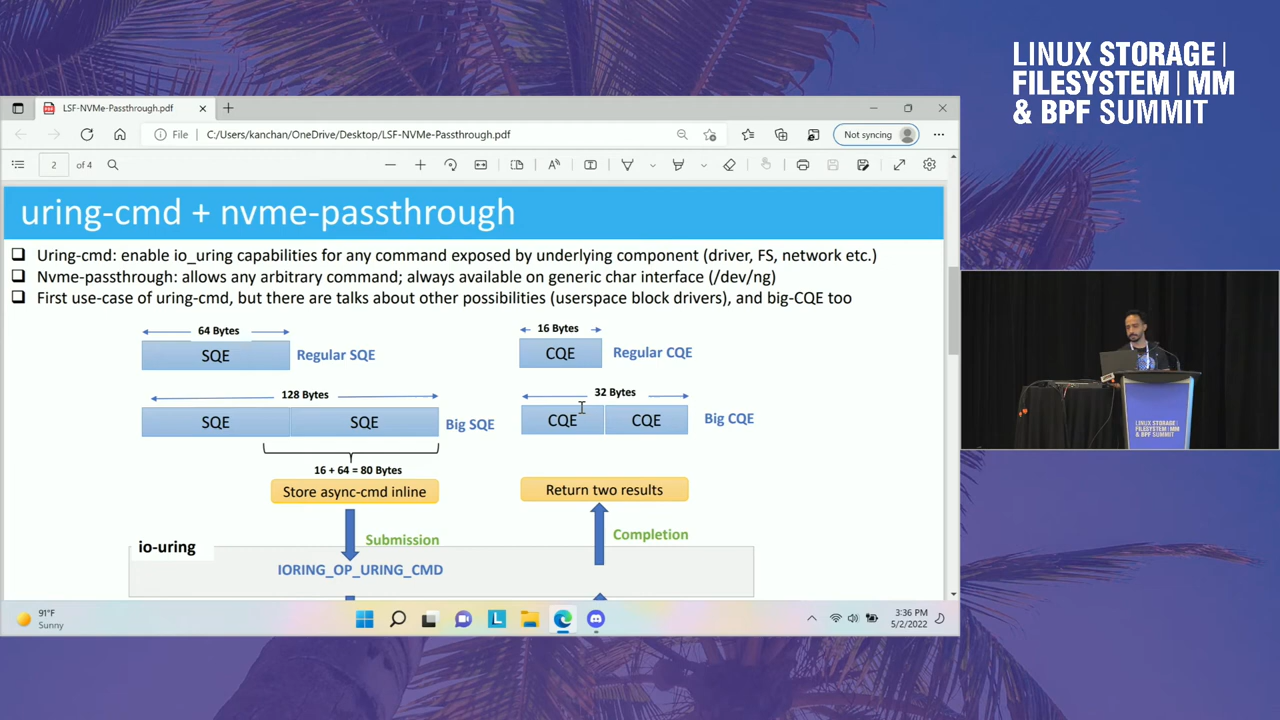 LINUX STORAGE |
FILESYSTEM | MM
& BPF SUMMIT
LSF-NVMe-Passthrough.pdf
File C:/Users/kanchan/OneDrive/Desktop/LSF-NVMe-Passthrough.pdf
Not syncing
2 of 4
uring-cmd + nvme-passthrough
Uring-cmd: enable io_uring capabilities for any command exposed by underlying component (driver, FS, network etc.)
Nvme-passthrough: allows any arbitrary command; always available on generic char interface (/dev/ng)
First use-case of uring-cmd, but there are talks about other possibilities (userspace block drivers), and big-CQE too
64 Bytes
16 Bytes
SQE Regular SQE
CQE Regular CQE
128 Bytes
32 Bytes
SQE SQE Big SQE
CQE CQE Big CQE
16 + 64 = 80 Bytes
Store async-cmd inline
Return two results
Submission
Completion
io-uring
IORING_OP_URING_CMD
91°F
Sunny
3:36 PM
5/2/2022
LINUX STORAGE |
FILESYSTEM | MM
& BPF SUMMIT